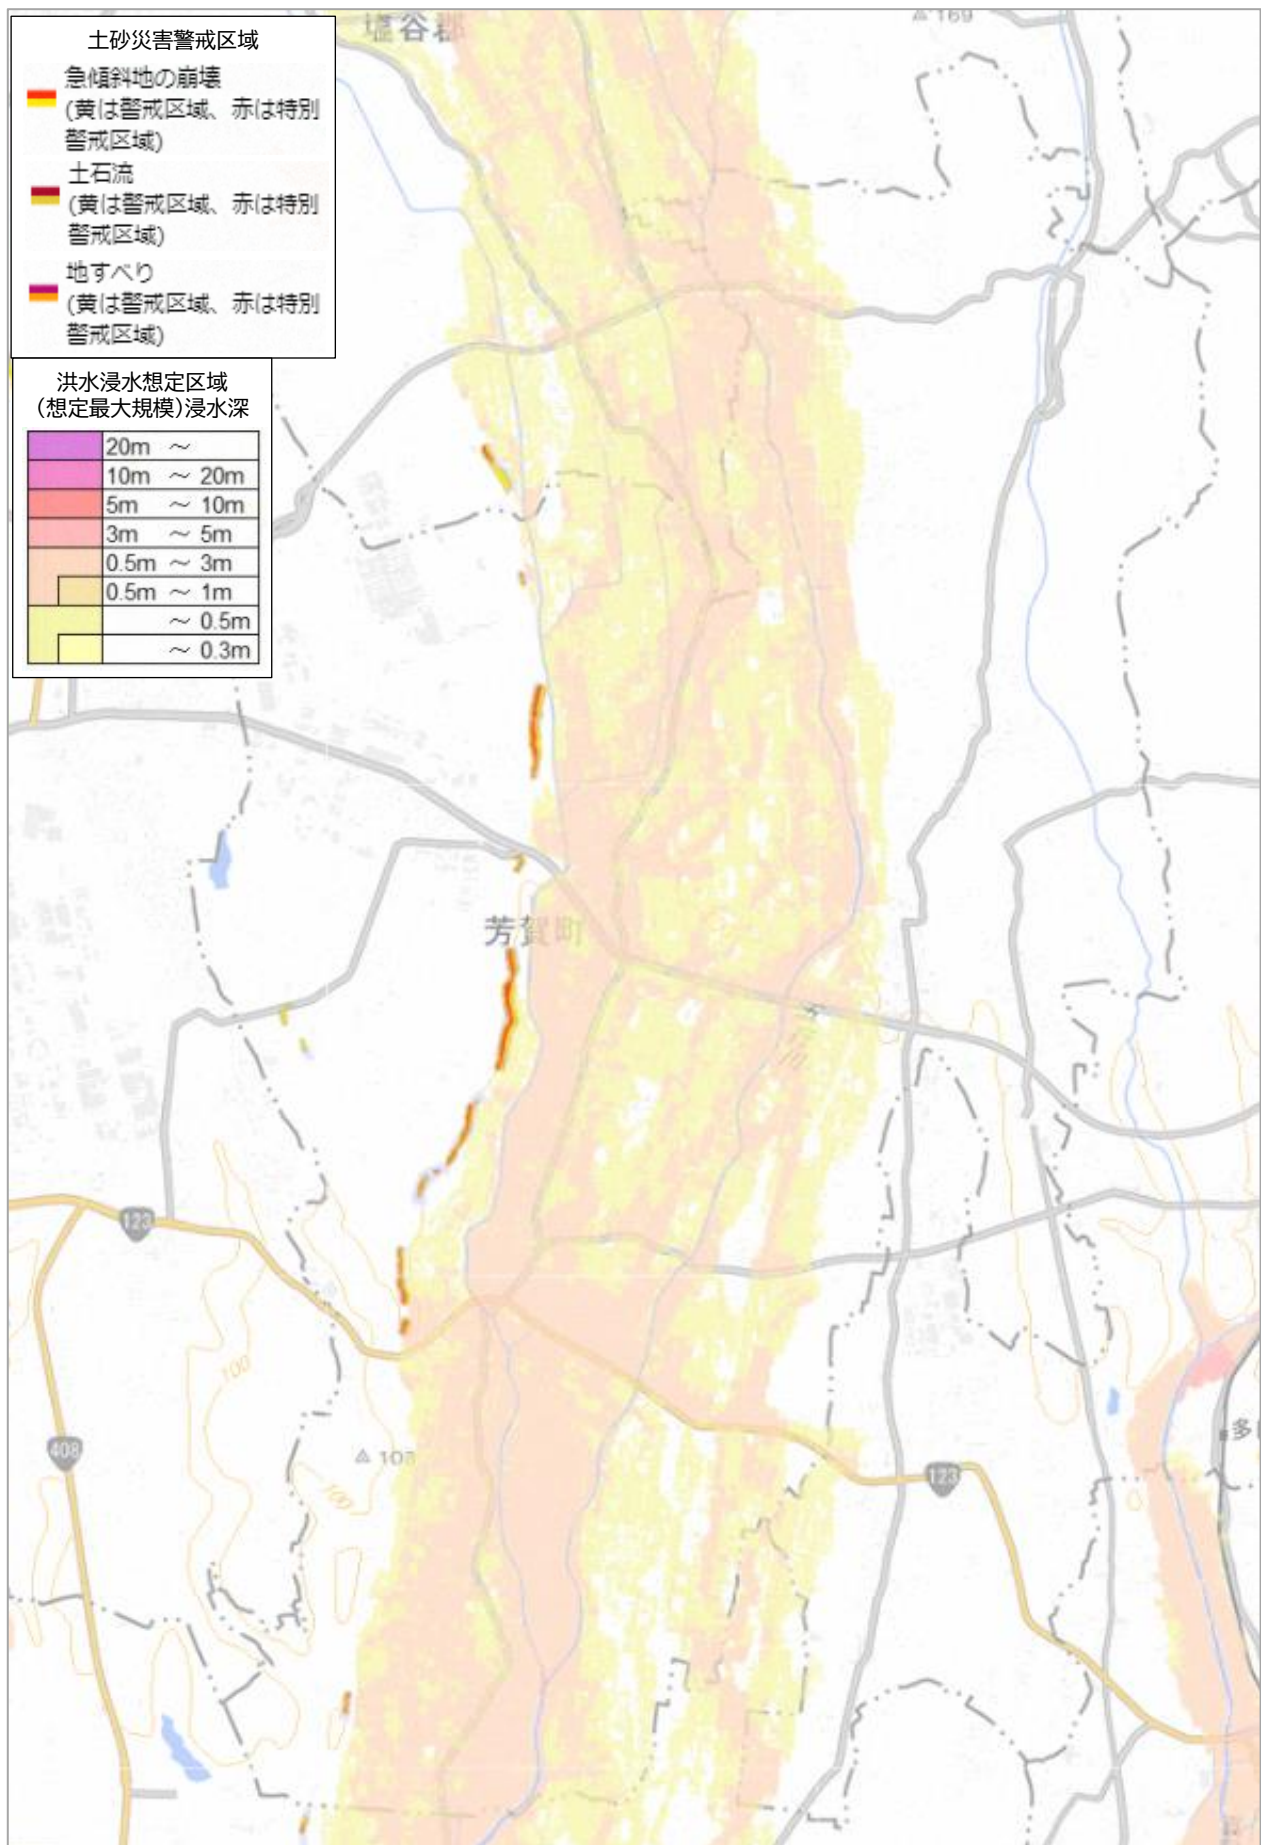 塩谷郡
169
土砂災害警戒区域
急傾斜地の崩壊
(黄は警戒区域、赤は特別
警戒区域)
土石流
(黄は警戒区域、赤は特別
警戒区域)
地すべり
(黄は警戒区域、赤は特別
警戒区域)
洪水浸水想定区域
(想定最大規模)浸水深
20m ～
10m ～ 20m
5m ～ 10m
3m ～ 5m
0.5m ～ 3m
0.5m ～ 1m
～ 0.5m
～ 0.3m
芳賀町
123
100
408
103
100
123
多